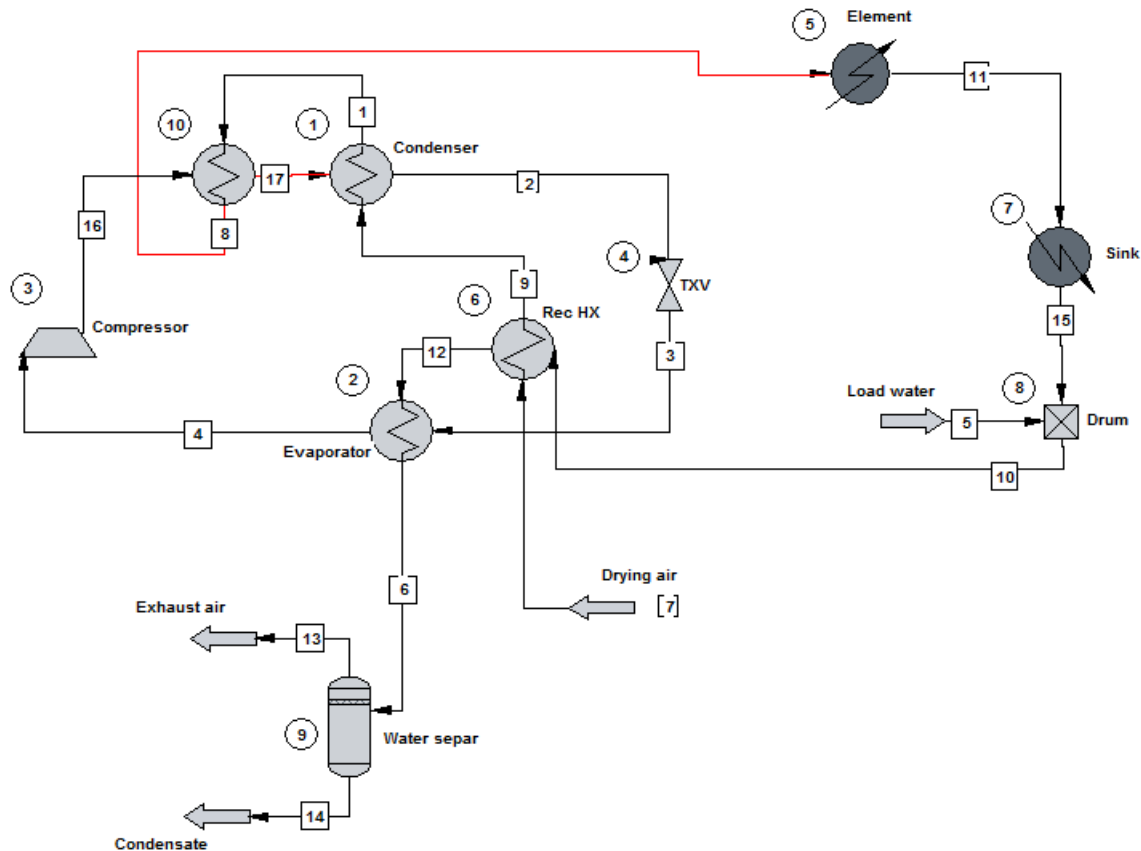 5
Element
11
10
1
1
Condenser
17
2
7
16
8
4
Sink
3
9
TXV
6
Rec HX
15
Compressor
12
3
2
Load water
8
5
Drum
4
Evaporator
10
6
Drying air
7
Exhaust air
13
9
Water separ
14
Condensate